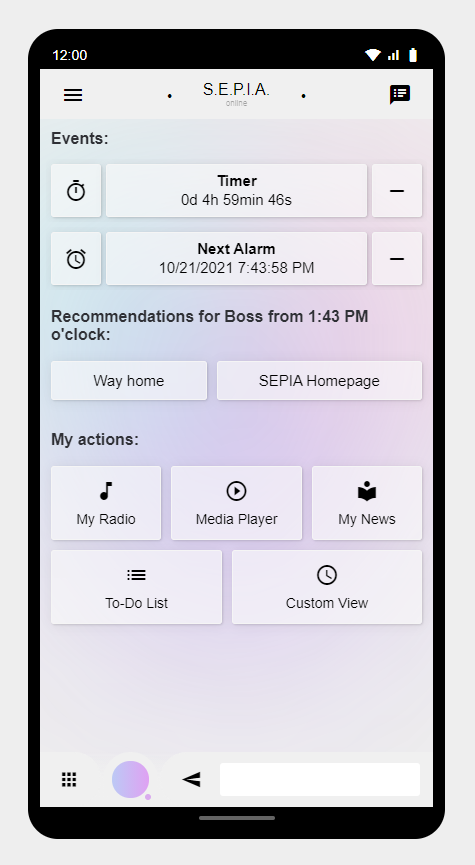 12:00
S.E.P.I.A.
online
Events:
Timer
0d 4h 59min 46s
Next Alarm
10/21/2021 7:43:58 PM
Recommendations for Boss from 1:43 PM
o'clock:
Way home
SEPIA Homepage
My actions:
My Radio
Media Player
My News
To-Do List
Custom View